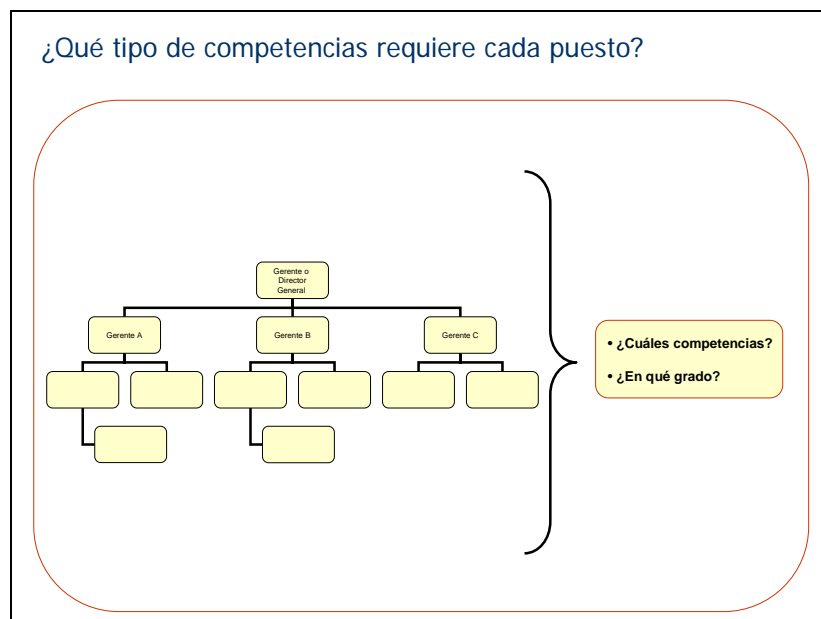 ¿Qué tipo de competencias requiere cada puesto?
Gerente o
Director
General
Gerente A
Gerente B
Gerente C
• ¿Cuáles competencias?
• ¿En qué grado?